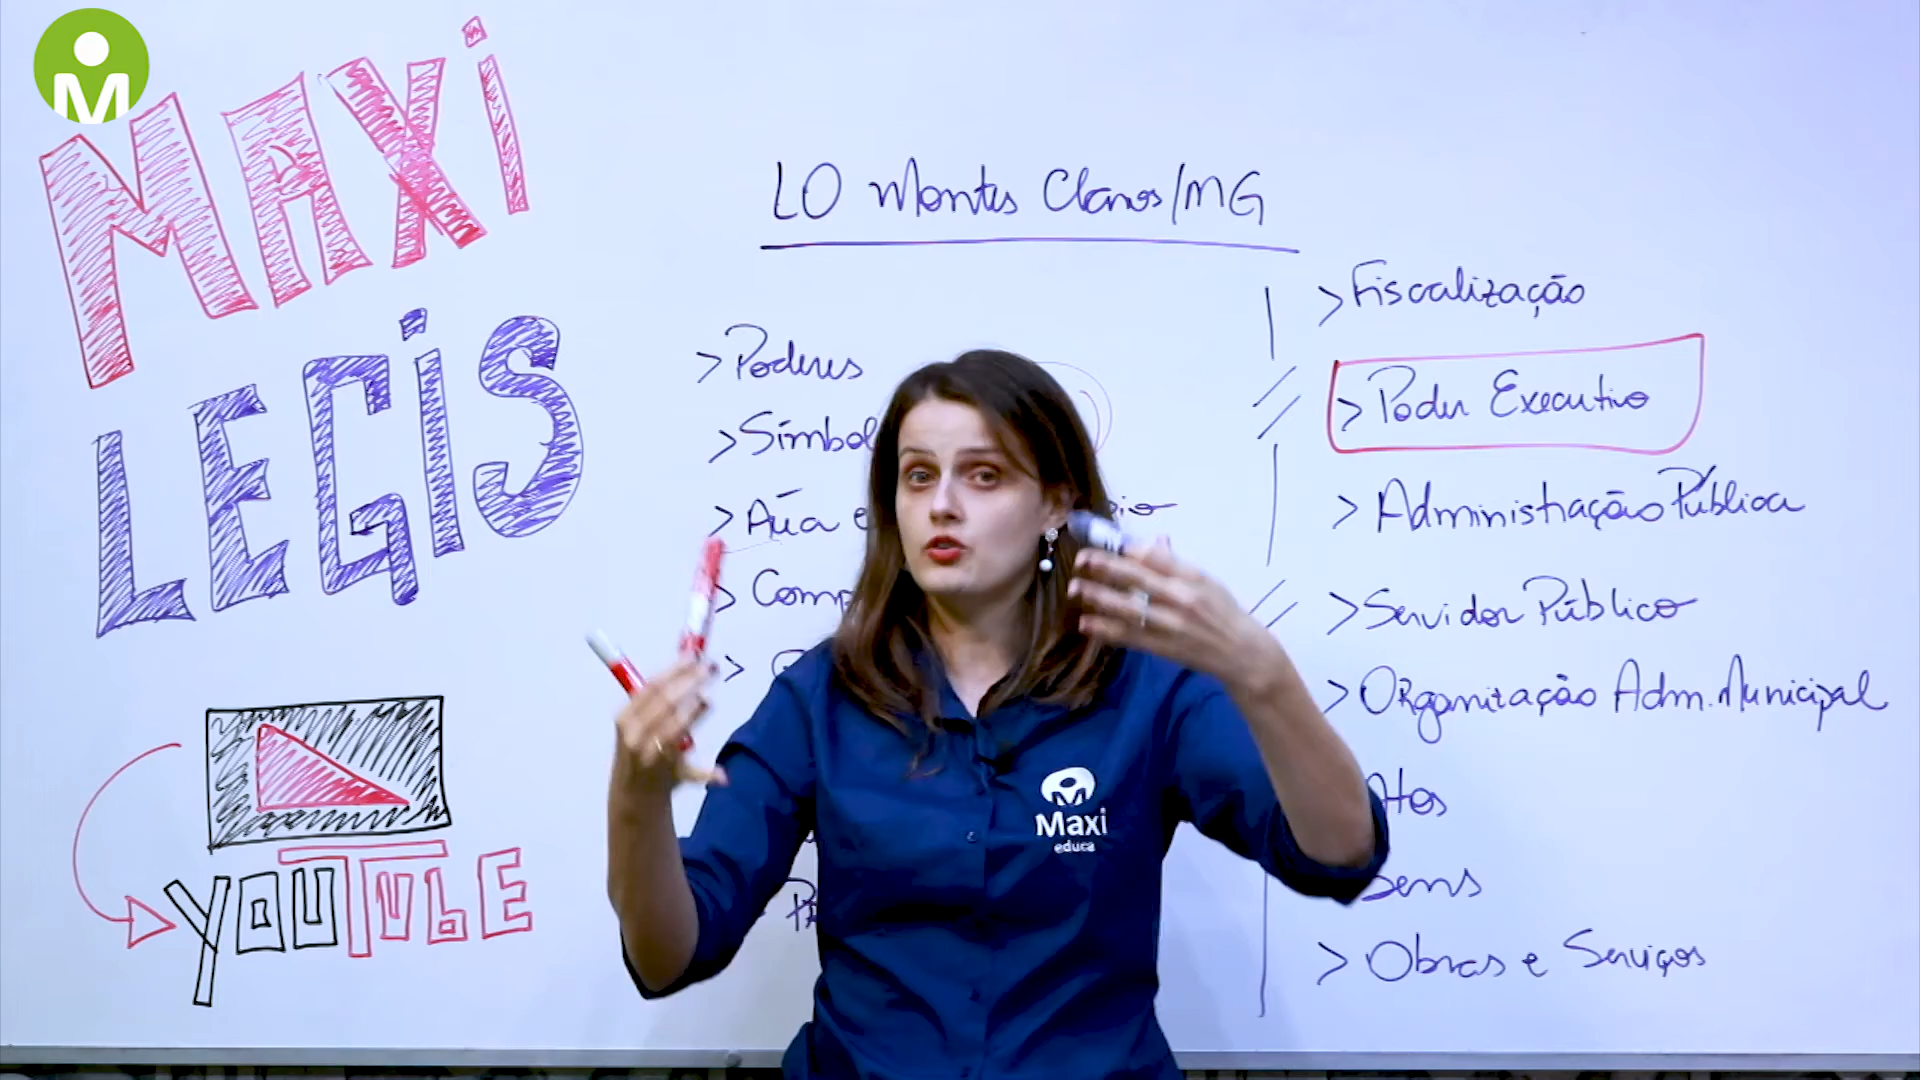 M
MAXi
LEGiS
YOUTUBE
LO Montes Claros/MG
> Poderes
> Símbol
> Aúa e
> Comp
>
> Fiscalização
> Poder Executivo
> Administração Pública
> Servidor Público
> Organização Adm. Municipal
Atos
Bens
> Obras e Serviços
Maxi
educa